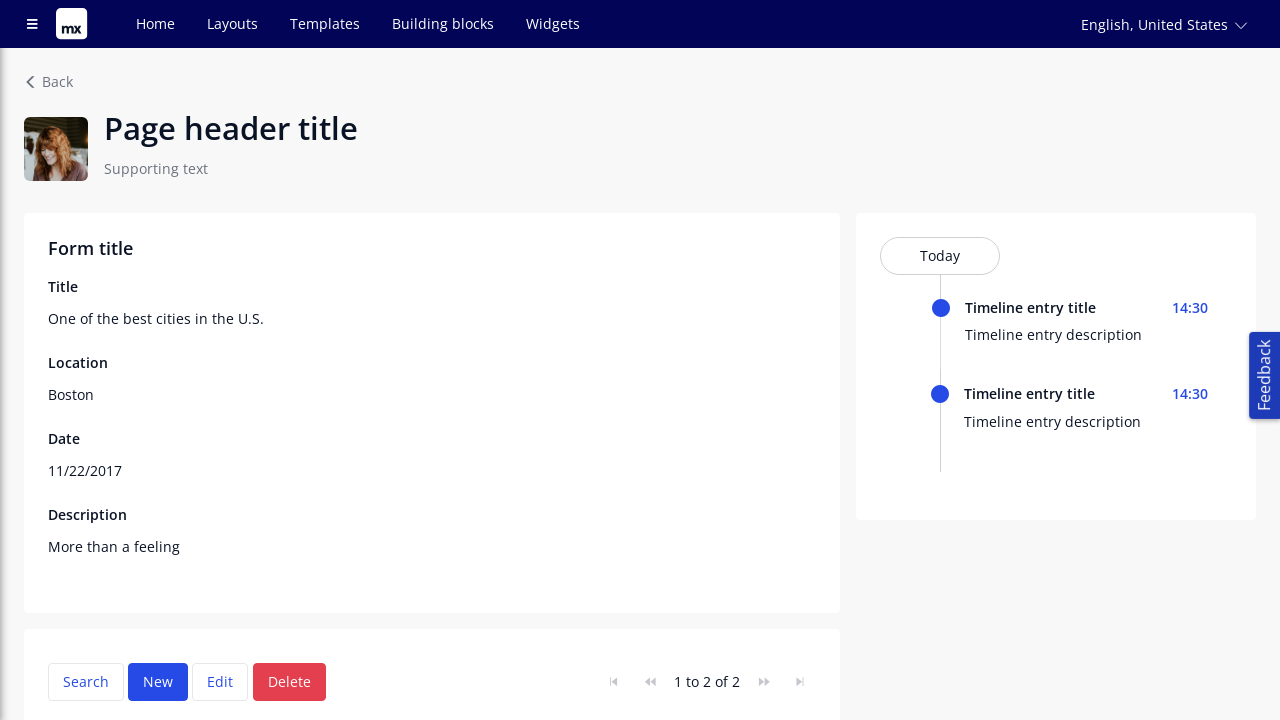 mx
Home
Layouts
Templates
Building blocks
Widgets
English, United States
Back
Page header title
Supporting text
Form title
Title
One of the best cities in the U.S.
Location
Boston
Date
11/22/2017
Description
More than a feeling
Search
New
Edit
Delete
1 to 2 of 2
Today
Timeline entry title
14:30
Timeline entry description
Timeline entry title
14:30
Timeline entry description
Feedback